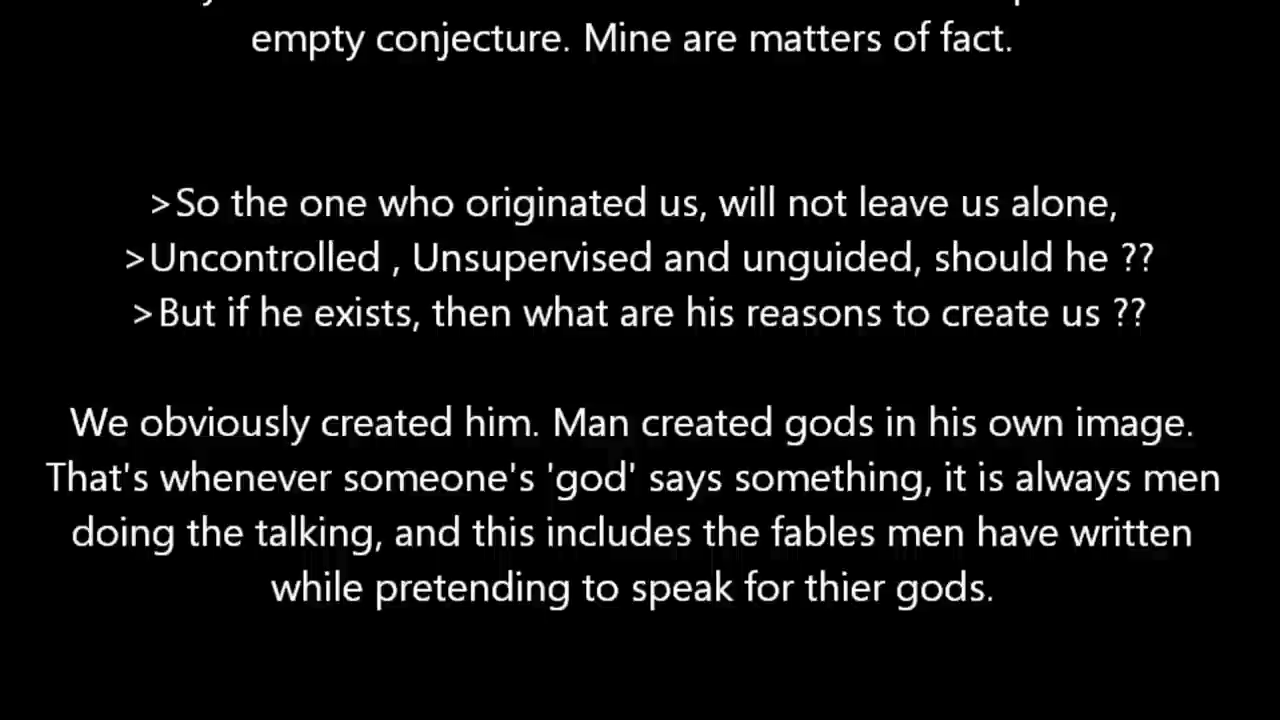 empty conjecture. Mine are matters of fact.
>So the one who originated us, will not leave us alone,
>Uncontrolled , Unsupervised and unguided, should he ??
>But if he exists, then what are his reasons to create us ??
We obviously created him. Man created gods in his own image.
That's whenever someone's 'god' says something, it is always men
doing the talking, and this includes the fables men have written
while pretending to speak for thier gods.